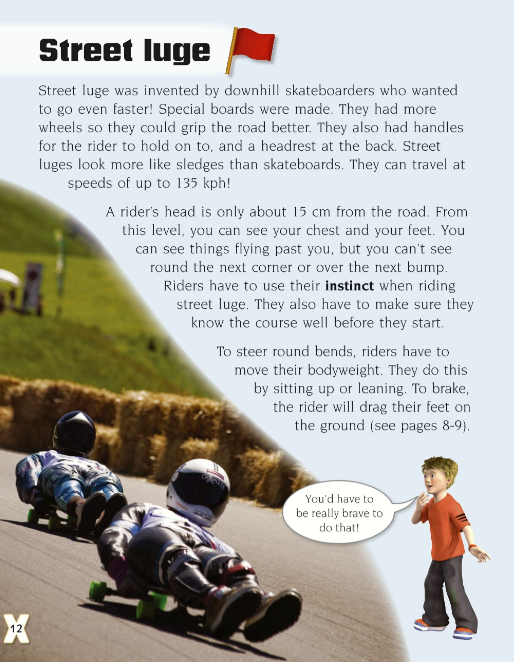 Street luge
Street luge was invented by downhill skateboarders who wanted
to go even faster! Special boards were made. They had more
wheels so they could grip the road better. They also had handles
for the rider to hold on to, and a headrest at the back. Street
luges look more like sledges than skateboards. They can travel at
speeds of up to 135 kph!
A rider's head is only about 15 cm from the road. From
this level, you can see your chest and your feet. You
can see things flying past you, but you can't see
round the next corner or over the next bump.
Riders have to use their instinct when riding
street luge. They also have to make sure they
know the course well before they start.
To steer round bends, riders have to
move their bodyweight. They do this
by sitting up or leaning. To brake,
the rider will drag their feet on
the ground (see pages 8-9).
You'd have to
be really brave to
do that!
12